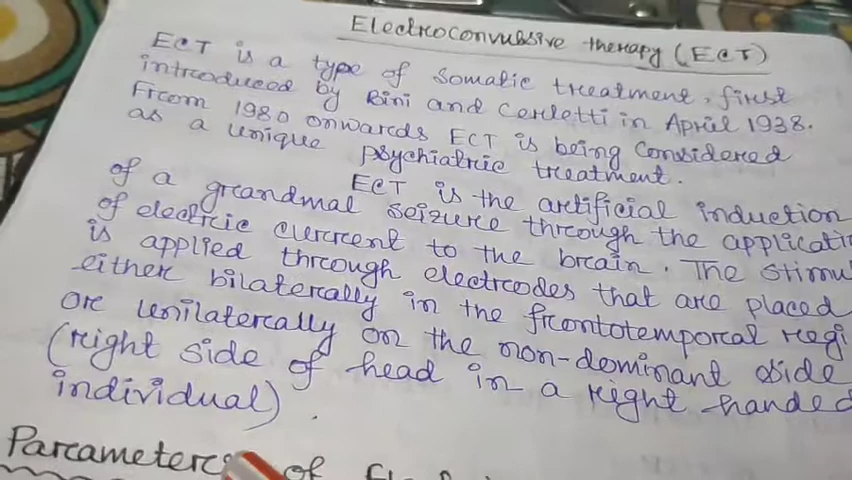 Electroconvulsive therapy (ECT)
ECT is a type of somatic treatment, first
introduced by Bini and Cerletti in April 1938.
From 1980 onwards ECT is being Considered
as a unique psychiatric treatment.
ECT is the artificial induction
of a grandmal seizure through the applicati
of electric current to the brain. The stimul
is applied through electrodes that are placed
either bilaterally in the frontotemporal regi
or unilaterally on the non-dominant side
(right side of head in a right-handed
individual).
Parameters of